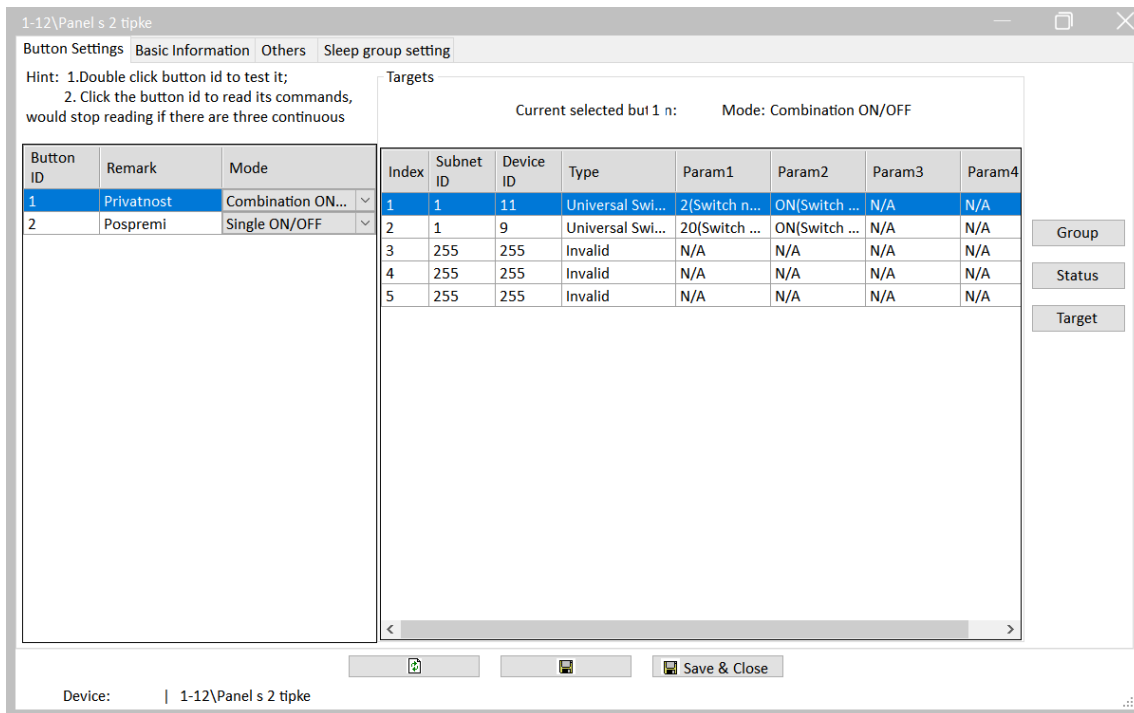 1-12\Panel s 2 tipke
Button Settings Basic Information Others Sleep group setting
Hint: 1.Double click button id to test it;
2. Click the button id to read its commands,
would stop reading if there are three continuous
Targets
Current selected but 1 n: Mode: Combination ON/OFF
Button ID Remark Mode
1 Privatnost Combination ON...
2 Pospremi Single ON/OFF
Index Subnet ID Device ID Type Param1 Param2 Param3 Param4
1 1 11 Universal Swi... 2(Switch n... ON(Switch ... N/A N/A
2 1 9 Universal Swi... 20(Switch ... ON(Switch ... N/A N/A
3 255 255 Invalid N/A N/A N/A N/A
4 255 255 Invalid N/A N/A N/A N/A
5 255 255 Invalid N/A N/A N/A N/A
Group
Status
Target
Save & Close
Device: | 1-12\Panel s 2 tipke